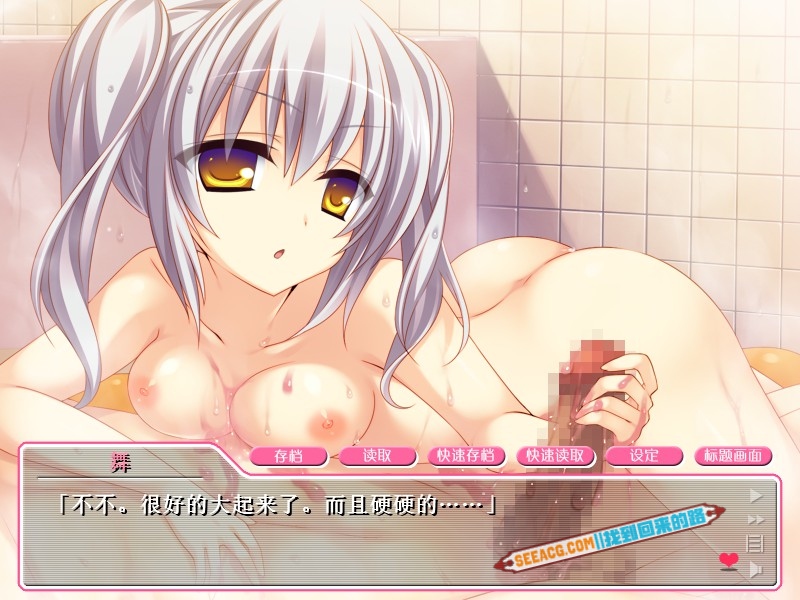 舞
存档 读取 快速存档 快速读取 设定 标题画面
「不不。很好的大起来了。而且硬硬的……」
SEEACG.COM||找到回来的路